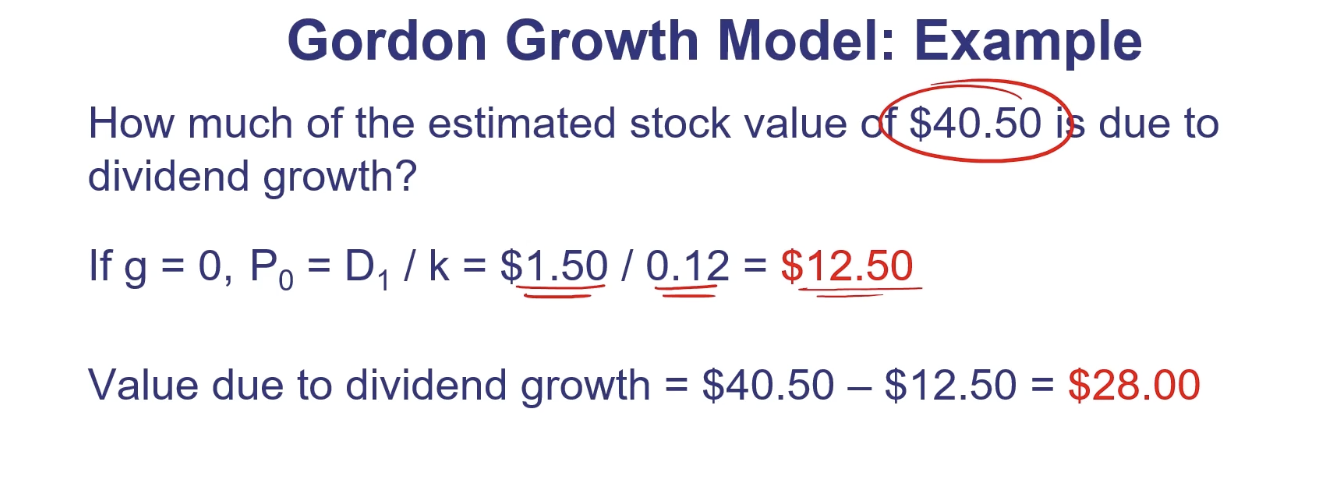 Gordon Growth Model: Example
How much of the estimated stock value of $40.50 is due to
dividend growth?
If g = 0, P₀ = D₁ / k = $1.50 / 0.12 = $12.50
Value due to dividend growth = $40.50 – $12.50 = $28.00